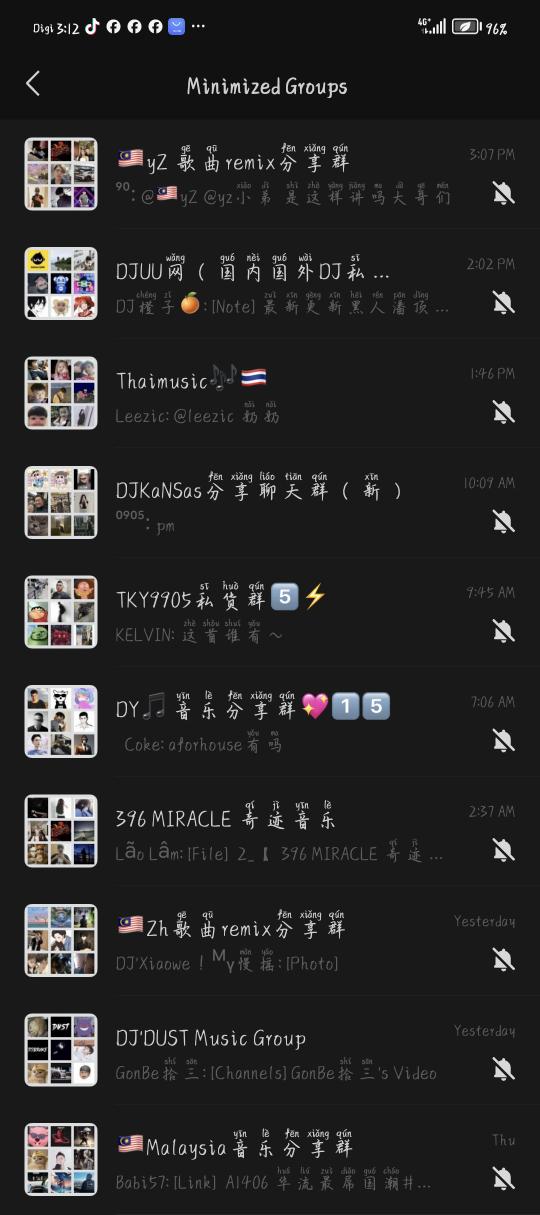 Digi 3:12 4G+ 96%
Minimized Groups
🇲🇾yZ 歌曲remix分享群 3:07 PM
90: @🇲🇾yZ @yz小弟 是这样讲吗大哥们
DJUU网（国内国外DJ私... 2:02 PM
DJ橙子🍊:[Note] 最新更新黑人潘顶...
Thaimusic🎶🇹🇭 1:46 PM
Leezic: @leezic 奶奶
DJKaNSas分享聊天群（新） 10:09 AM
0905: pm
TKY9905私货群5️⃣⚡ 9:45 AM
KELVIN: 这首谁有～
DY🎵音乐分享群💖1️⃣5️⃣ 7:06 AM
Coke: aforhouse有吗
396 MIRACLE 奇迹音乐 2:37 AM
Lão Lâm: [File] 2_【396 MIRACLE 奇迹...
🇲🇾Zh歌曲remix分享群 Yesterday
DJ'Xiaowe！ᴹᵧ慢摇: [Photo]
DJ'DUST Music Group Yesterday
GonBe拾三: [Channels] GonBe拾三's Video
🇲🇾Malaysia音乐分享群 Thu
Babi57: [Link] A1406 华流最屌国潮#...